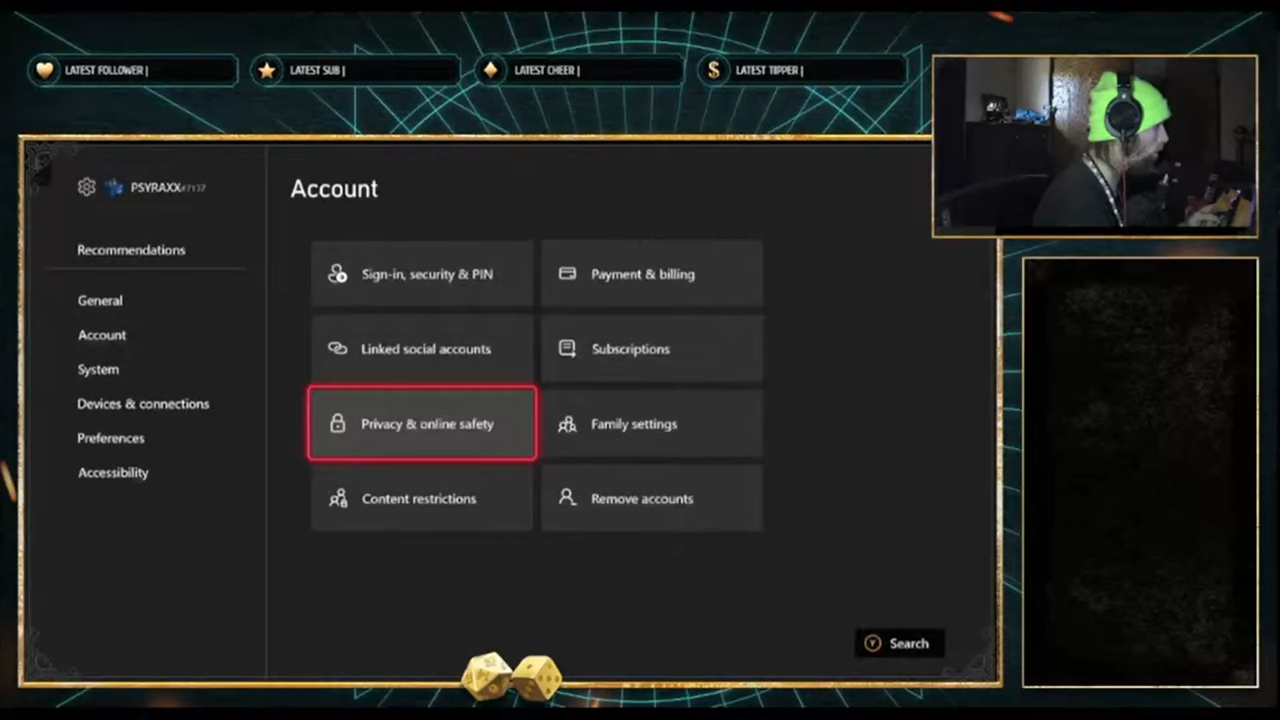 LATEST FOLLOWER |
LATEST SUB |
LATEST CHEER |
LATEST TIPPER |
PSYRAXX
Account
Recommendations
General
Account
System
Devices & connections
Preferences
Accessibility
Sign-in, security & PIN
Payment & billing
Linked social accounts
Subscriptions
Privacy & online safety
Family settings
Content restrictions
Remove accounts
Y Search